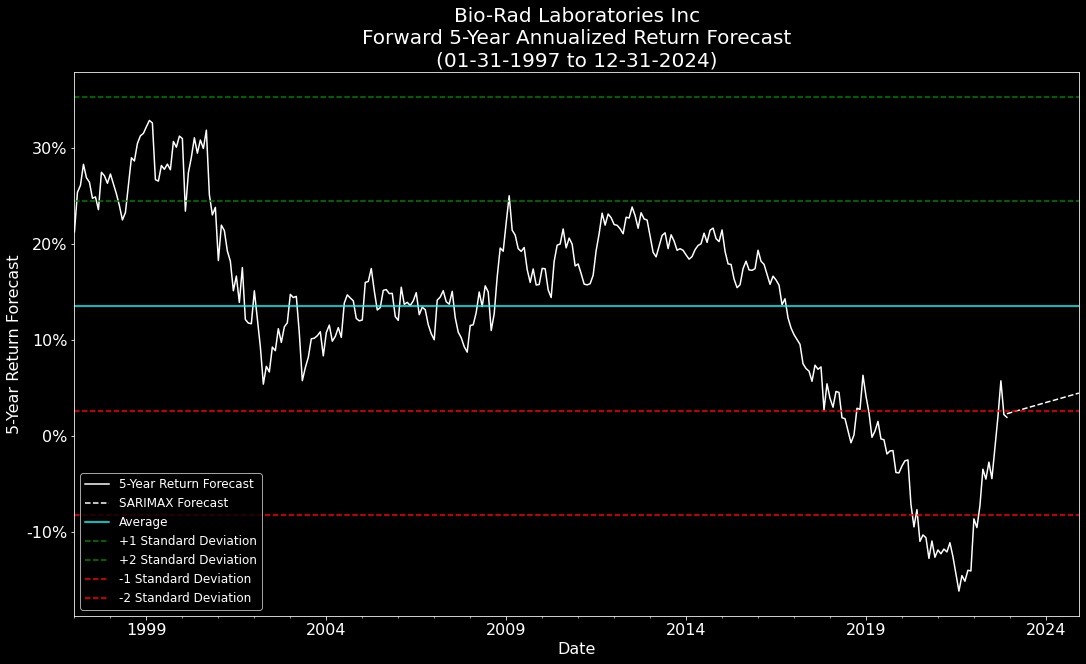 Bio-Rad Laboratories Inc
Forward 5-Year Annualized Return Forecast
(01-31-1997 to 12-31-2024)
5-Year Return Forecast
30%
20%
10%
0%
-10%
5-Year Return Forecast
SARIMAX Forecast
Average
+1 Standard Deviation
+2 Standard Deviation
-1 Standard Deviation
-2 Standard Deviation
1999 2004 2009 2014 2019 2024
Date